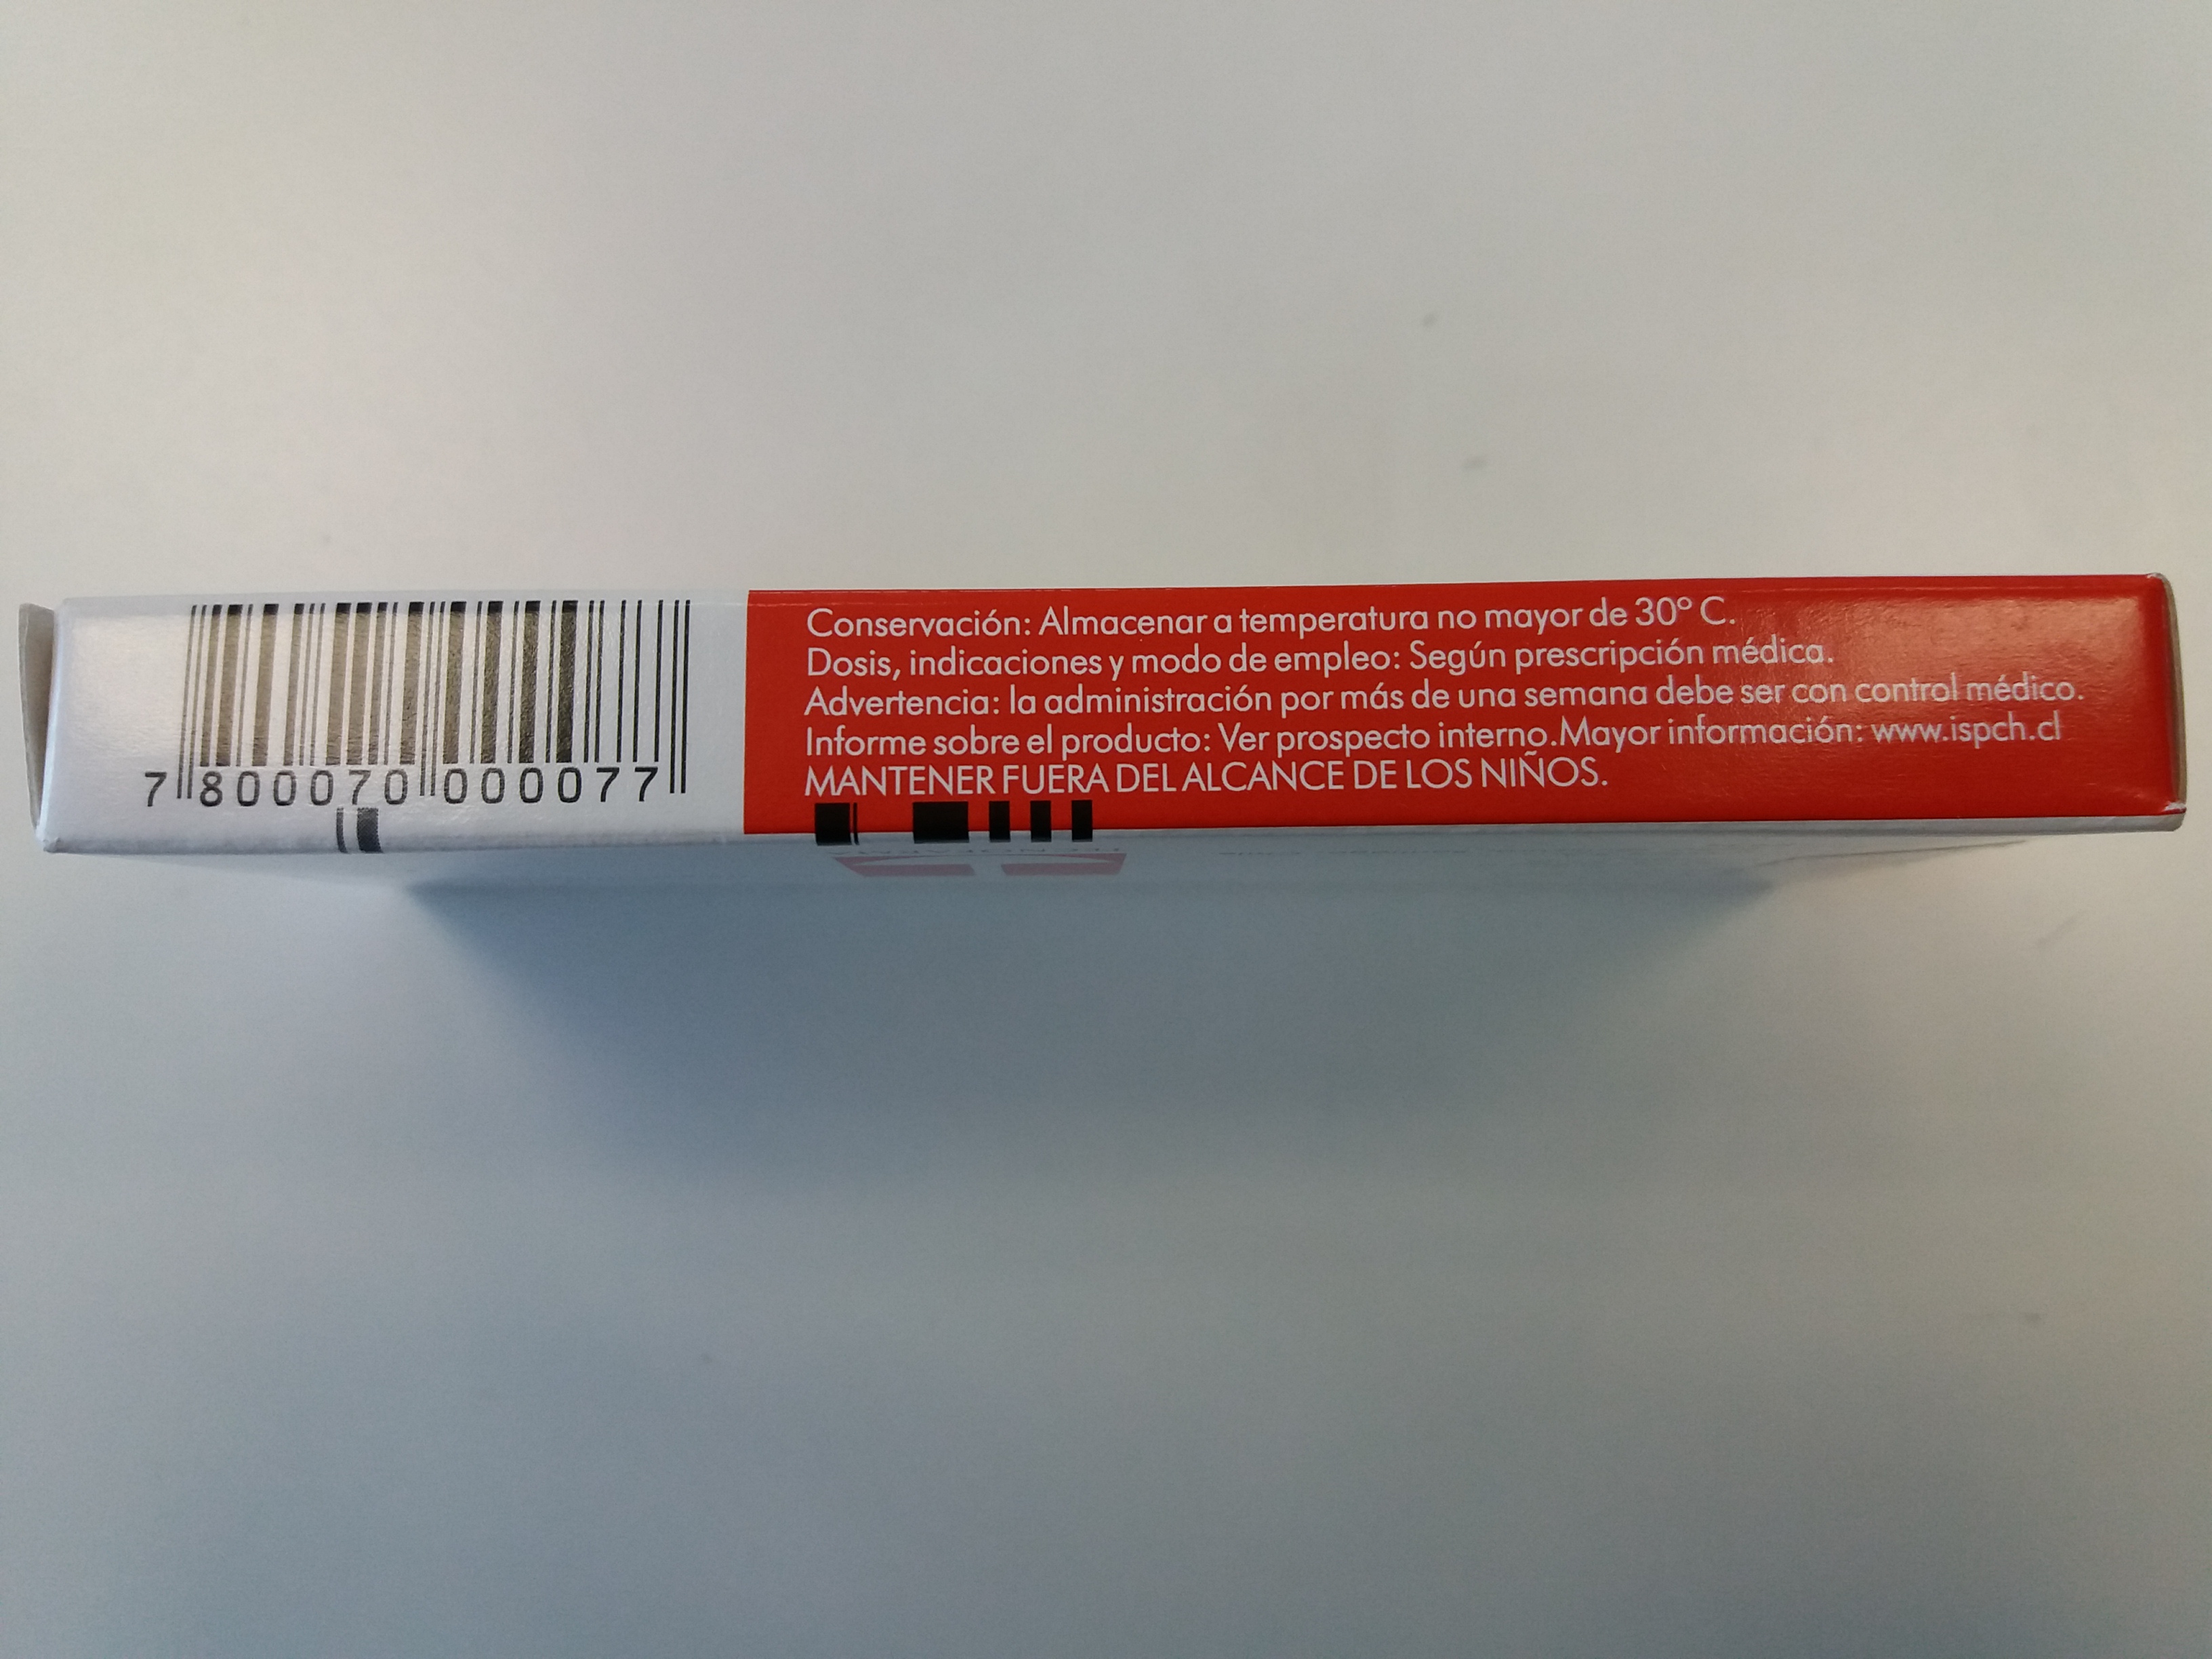 Conservación: Almacenar a temperatura no mayor de 30° C.
Dosis, indicaciones y modo de empleo: Según prescripción médica.
Advertencia: la administración por más de una semana debe ser con control médico.
Informe sobre el producto: Ver prospecto interno.Mayor información: www.ispch.cl
MANTENER FUERA DEL ALCANCE DE LOS NIÑOS.
7 800070 000077